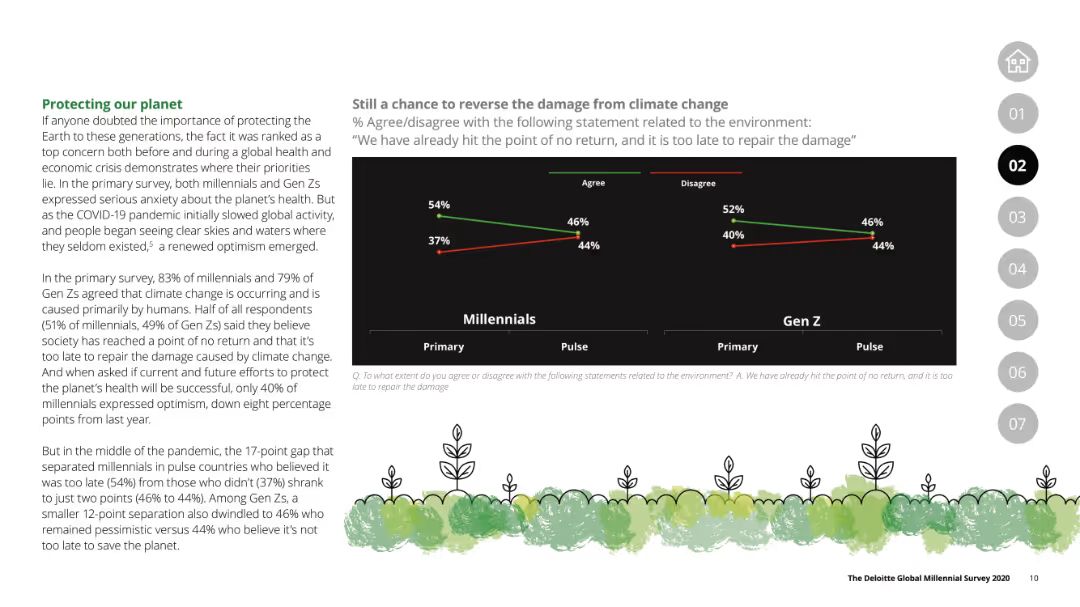 Protecting our planet
If anyone doubted the importance of protecting the
Earth to these generations, the fact it was ranked as a
top concern both before and during a global health and
economic crisis demonstrates where their priorities
lie. In the primary survey, both millennials and Gen Zs
expressed serious anxiety about the planet's health. But
as the COVID-19 pandemic initially slowed global activity,
and people began seeing clear skies and waters where
they seldom existed,5 a renewed optimism emerged.
In the primary survey, 83% of millennials and 79% of
Gen Zs agreed that climate change is occurring and is
caused primarily by humans. Half of all respondents
(51% of millennials, 49% of Gen Zs) said they believe
society has reached a point of no return and that it's
too late to repair the damage caused by climate change.
And when asked if current and future efforts to protect
the planet's health will be successful, only 40% of
millennials expressed optimism, down eight percentage
points from last year.
But in the middle of the pandemic, the 17-point gap that
separated millennials in pulse countries who believed it
was too late (54%) from those who didn't (37%) shrank
to just two points (46% to 44%). Among Gen Zs, a
smaller 12-point separation also dwindled to 46% who
remained pessimistic versus 44% who believe it's not
too late to save the planet.
Still a chance to reverse the damage from climate change
% Agree/disagree with the following statement related to the environment:
“We have already hit the point of no return, and it is too late to repair the damage”
Agree Disagree
54% 46% 52% 46%
37% 44% 40% 44%
Millennials Gen Z
Primary Pulse Primary Pulse
Q. To what extent do you agree or disagree with the following statements related to the environment? A. We have already hit the point of no return, and it is too
late to repair the damage
01
02
03
04
05
06
07
The Deloitte Global Millennial Survey 2020 10